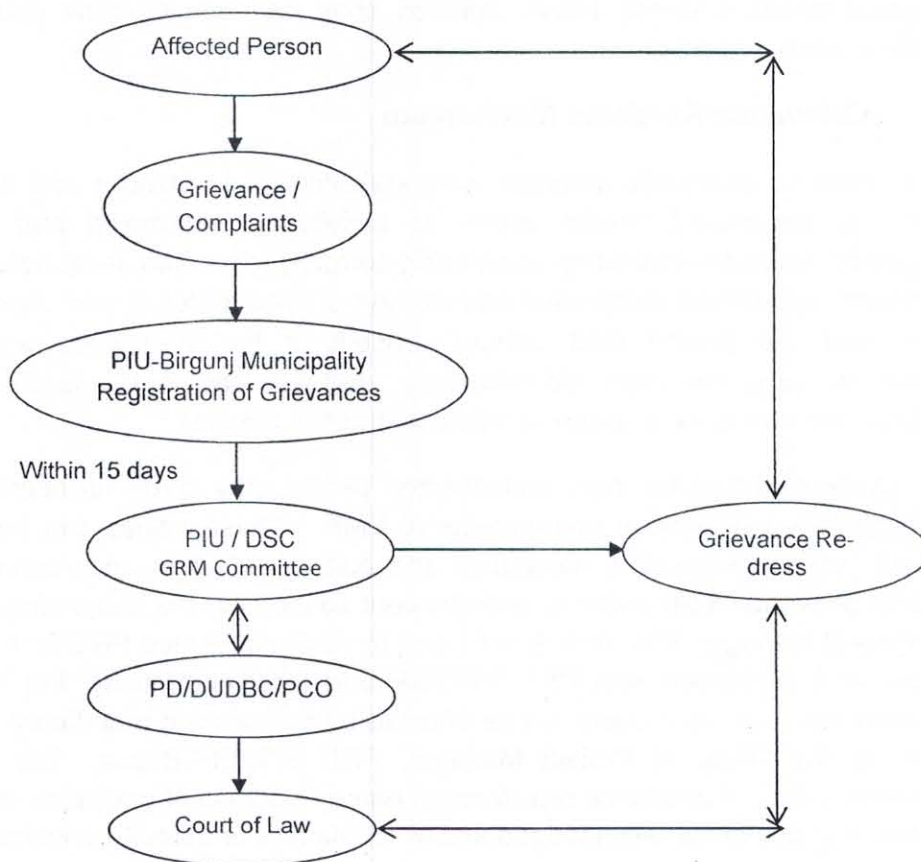 Affected Person
Grievance /
Complaints
PIU-Birgunj Municipality
Registration of Grievances
Within 15 days
PIU / DSC
GRM Committee
Grievance Re-
dress
PD/DUDBC/PCO
Court of Law